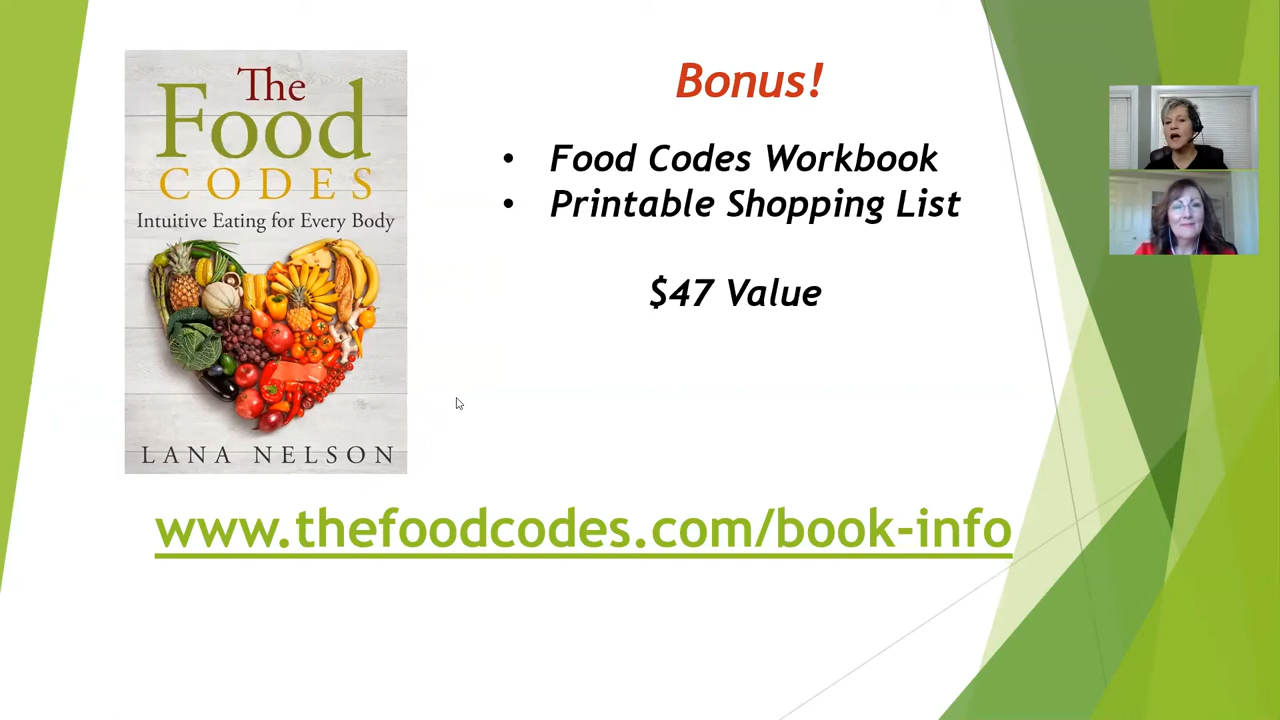 The
Food
CODES
Intuitive Eating for Every Body
LANA NELSON
Bonus!
• Food Codes Workbook
• Printable Shopping List
$47 Value
www.thefoodcodes.com/book-info